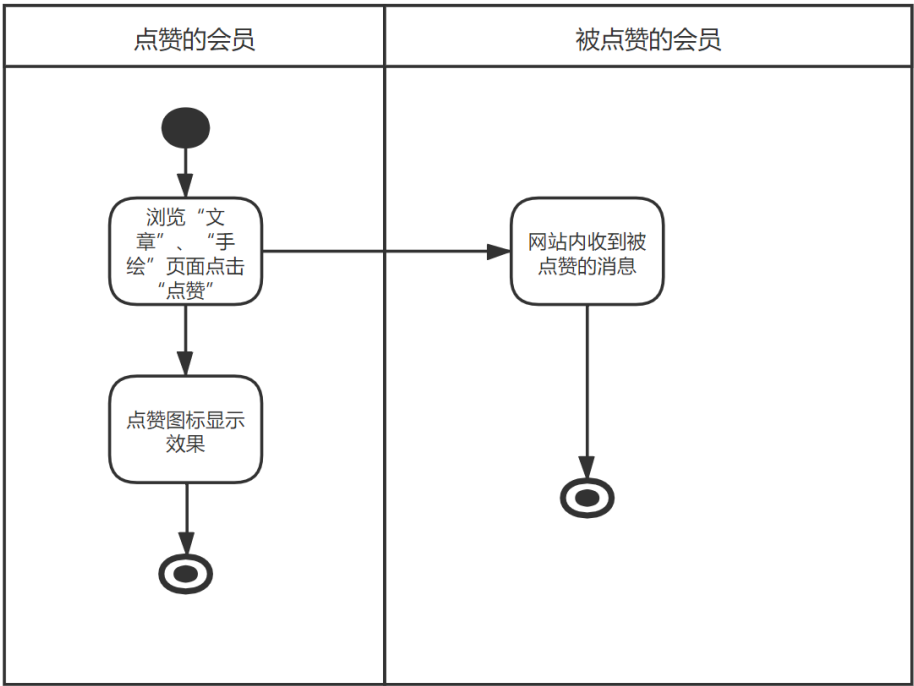 点赞的会员
被点赞的会员
浏览“文
章”、“手
绘”页面点击
“点赞”
网站内收到被
点赞的消息
点赞图标显示
效果